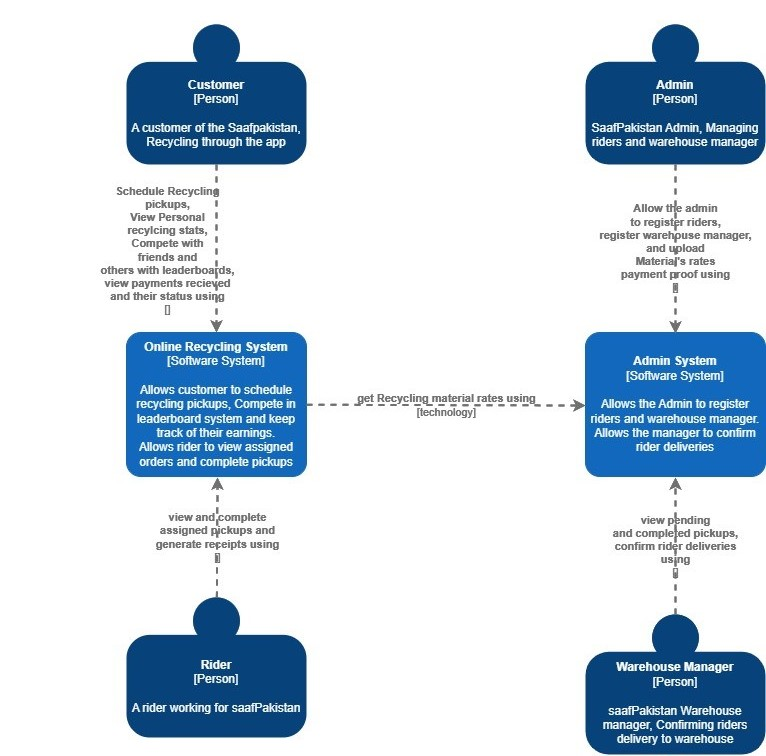 Customer
[Person]
A customer of the Saafpakistan,
Recycling through the app
Admin
[Person]
SaafPakistan Admin, Managing
riders and warehouse manager
Schedule Recycling
pickups,
View Personal
recylcing stats,
Compete with
friends and
others with leaderboards,
view payments recieved
and their status using
[]
Allow the admin
to register riders,
register warehouse manager,
and upload
Material's rates
payment proof using
[]
Online Recycling System
[Software System]
Allows customer to schedule
recycling pickups, Compete in
leaderboard system and keep
track of their earnings.
Allows rider to view assigned
orders and complete pickups
get Recycling material rates using
[technology]
Admin System
[Software System]
Allows the Admin to register
riders and warehouse manager.
Allows the manager to confirm
rider deliveries
view and complete
assigned pickups and
generate receipts using
[]
view pending
and completed pickups,
confirm rider deliveries
using
[]
Rider
[Person]
A rider working for saafPakistan
Warehouse Manager
[Person]
saafPakistan Warehouse
manager, Confirming riders
delivery to warehouse